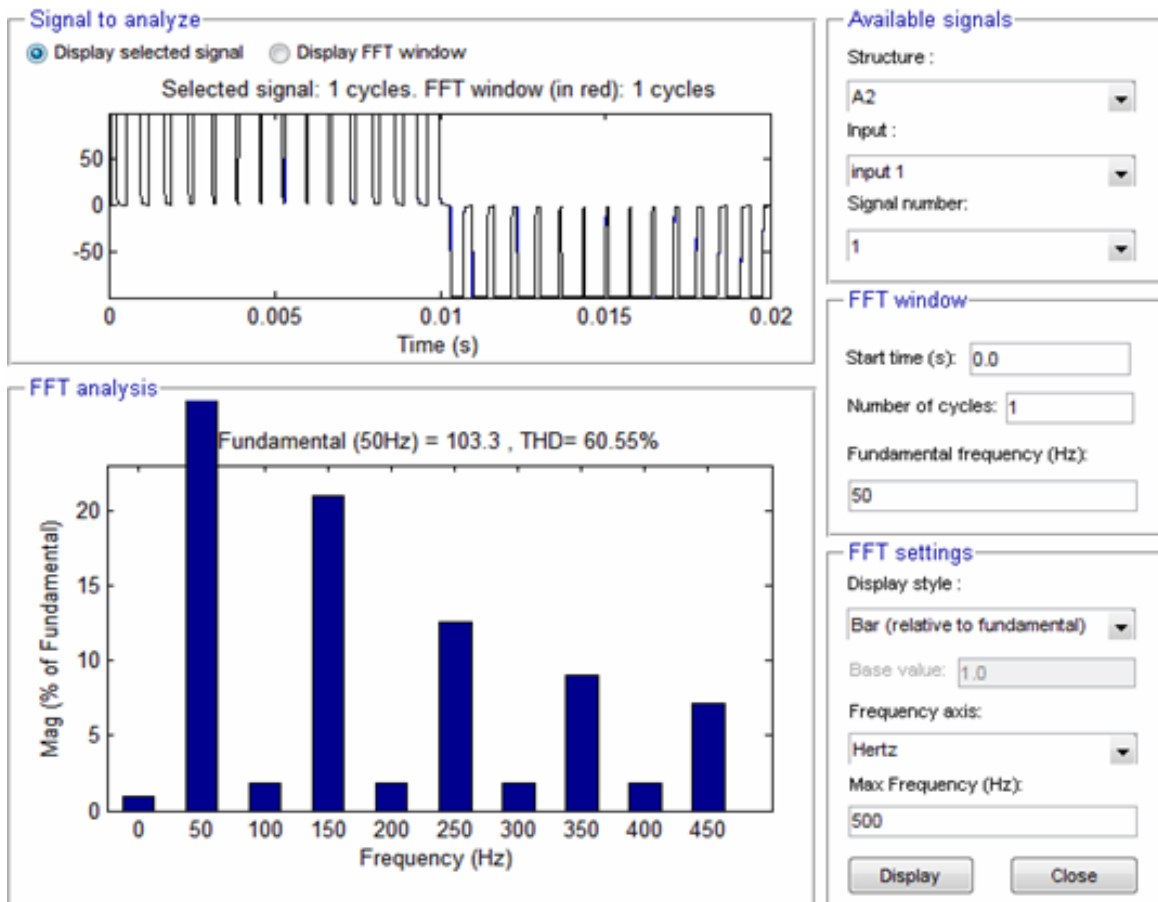 Signal to analyze
Display selected signal Display FFT window
Selected signal: 1 cycles. FFT window (in red): 1 cycles
50
0
-50
0 0.005 0.01 0.015 0.02
Time (s)
FFT analysis
Fundamental (50Hz) = 103.3 , THD= 60.55%
20
15
10
5
0
Mag (% of Fundamental)
0 50 100 150 200 250 300 350 400 450
Frequency (Hz)
Available signals
Structure :
A2
Input :
input 1
Signal number:
1
FFT window
Start time (s): 0.0
Number of cycles: 1
Fundamental frequency (Hz):
50
FFT settings
Display style :
Bar (relative to fundamental)
Base value: 1.0
Frequency axis:
Hertz
Max Frequency (Hz):
500
Display Close